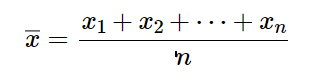 x̄ = (x₁ + x₂ + ⋯ + xₙ) / 'n